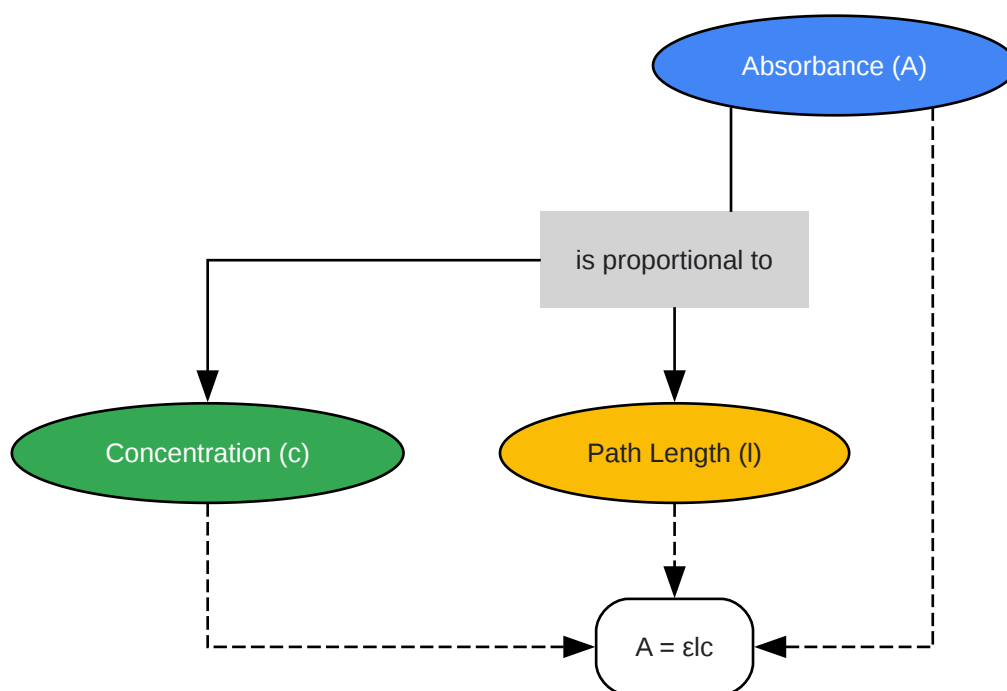 Absorbance (A)
is proportional to
Concentration (c)
Path Length (l)
A = εlc